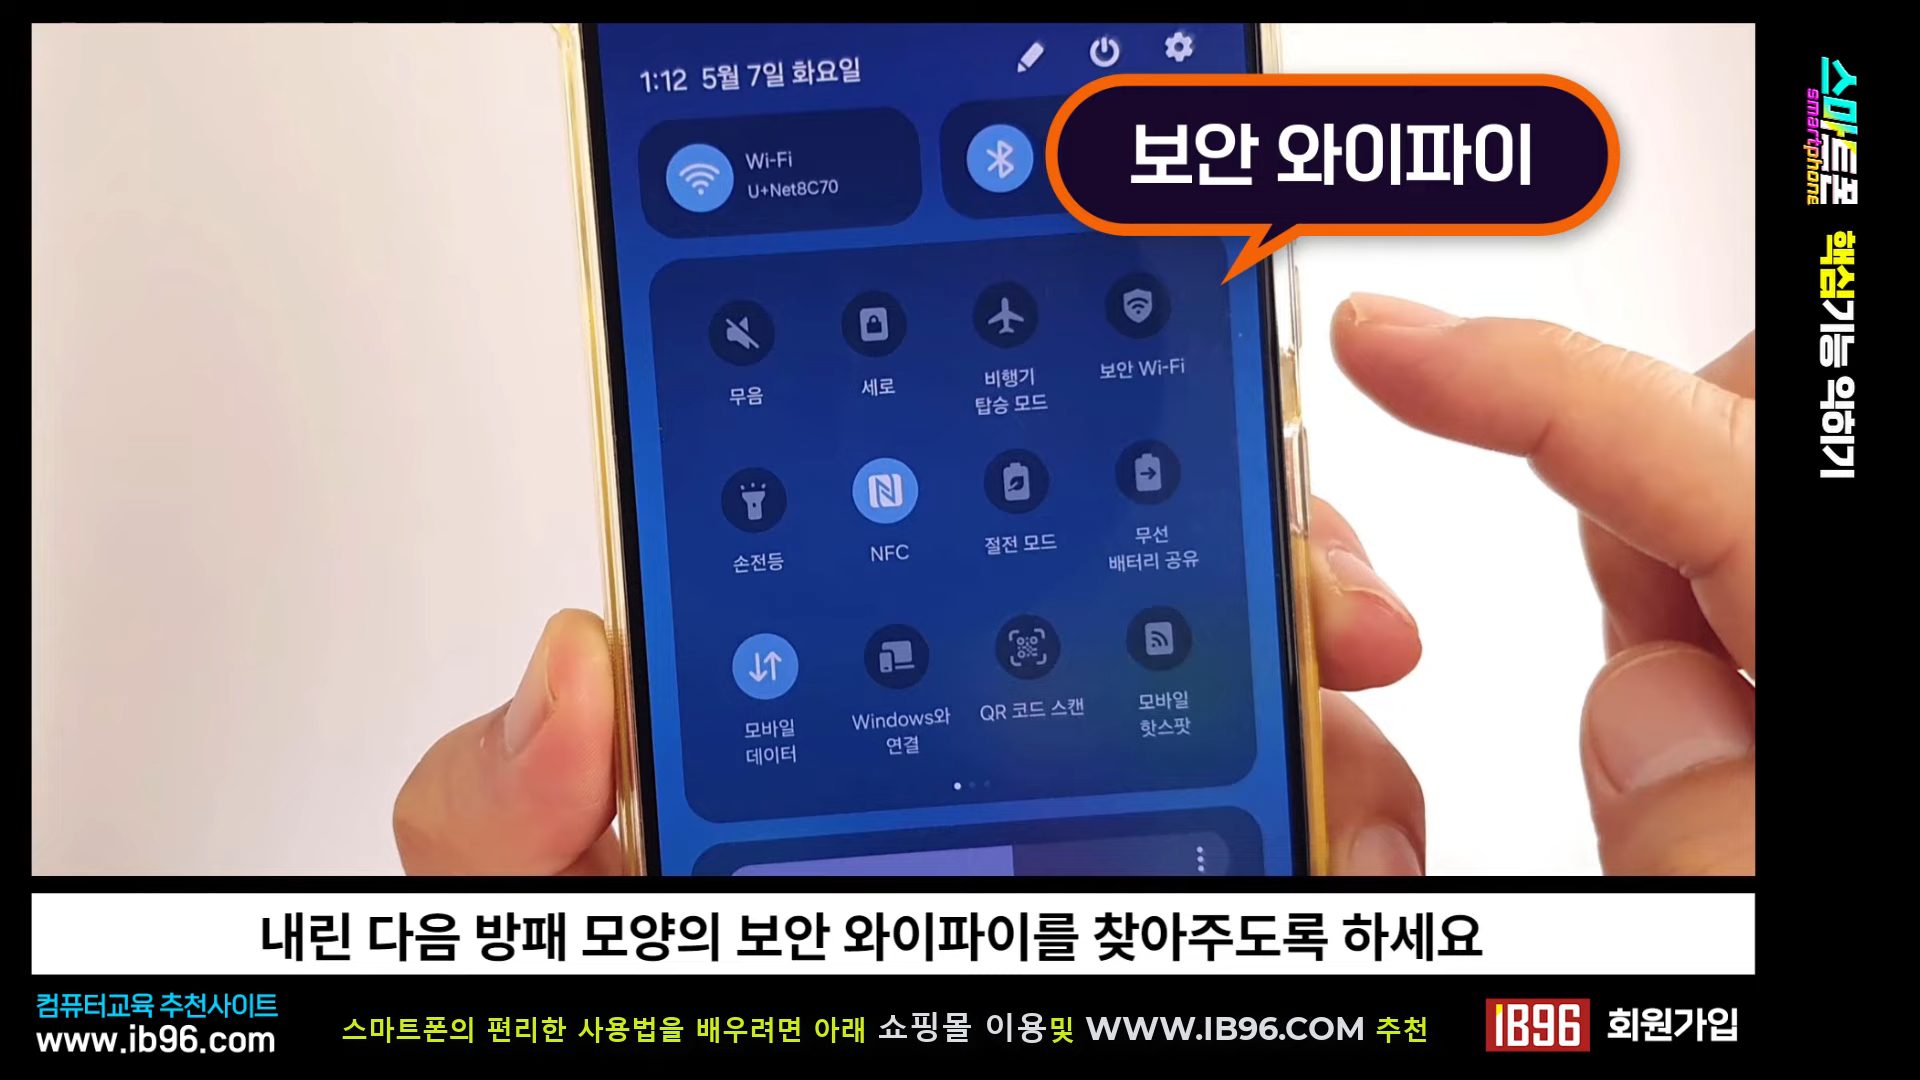 1:12 5월 7일 화요일
Wi-Fi
U+Net8C70
보안 와이파이
무음
세로
비행기
탑승 모드
보안 Wi-Fi
손전등
NFC
절전 모드
무선
배터리 공유
모바일
데이터
Windows와
연결
QR 코드 스캔
모바일
핫스팟
스마트폰
smartphone
핵심기능 익히기
내린 다음 방패 모양의 보안 와이파이를 찾아주도록 하세요
컴퓨터교육 추천사이트
www.ib96.com
스마트폰의 편리한 사용법을 배우려면 아래 쇼핑몰 이용및 WWW.IB96.COM 추천
IB96 회원가입